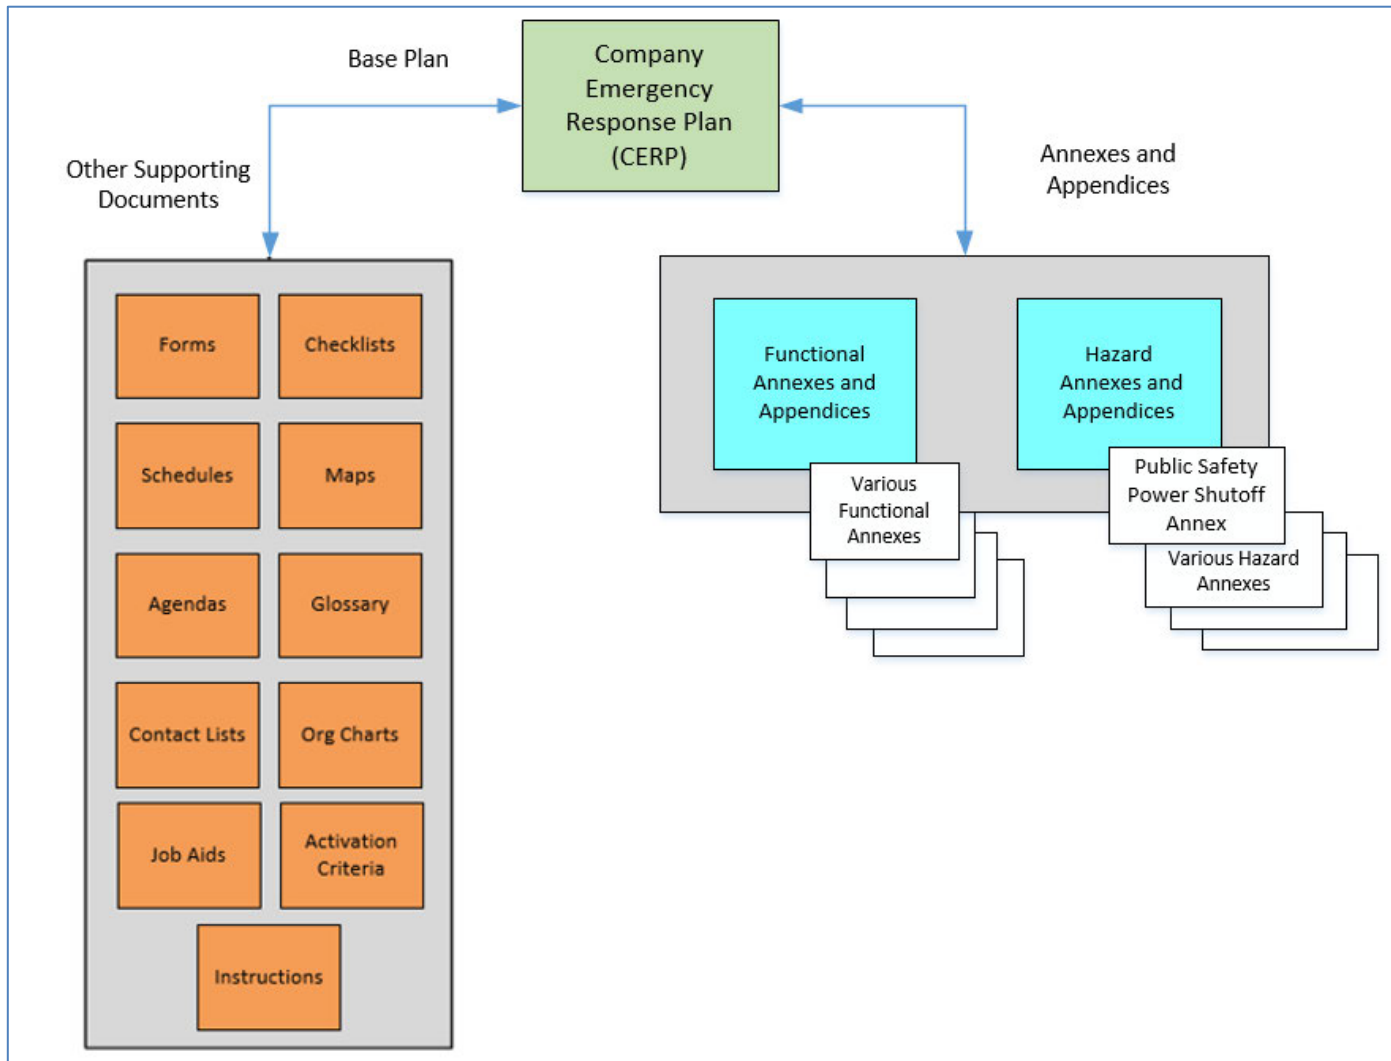 Base Plan
Company
Emergency
Response Plan
(CERP)
Other Supporting
Documents
Annexes and
Appendices
Forms
Checklists
Schedules
Maps
Agendas
Glossary
Contact Lists
Org Charts
Job Aids
Activation
Criteria
Instructions
Functional
Annexes and
Appendices
Various
Functional
Annexes
Hazard
Annexes and
Appendices
Public Safety
Power Shutoff
Annex
Various Hazard
Annexes